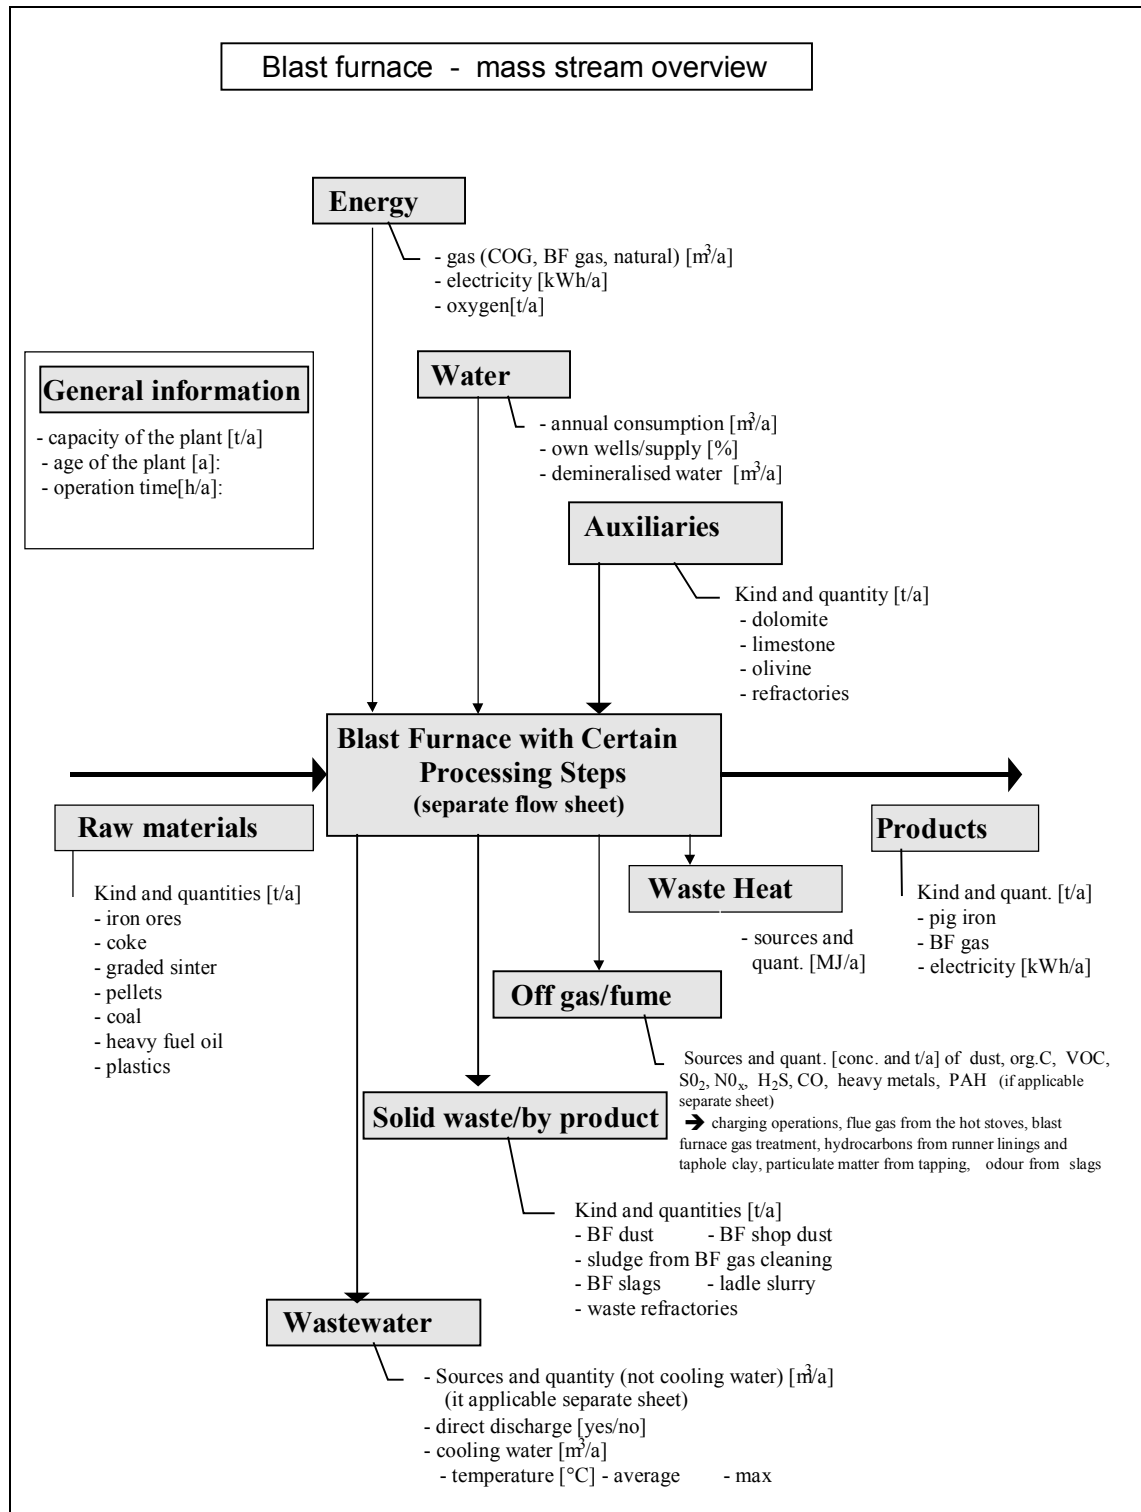 Blast furnace - mass stream overview
Energy
- gas (COG, BF gas, natural) [m³/a]
- electricity [kWh/a]
- oxygen[t/a]
General information
- capacity of the plant [t/a]
- age of the plant [a]:
- operation time[h/a]:
Water
- annual consumption [m³/a]
- own wells/supply [%]
- demineralised water [m³/a]
Auxiliaries
Kind and quantity [t/a]
- dolomite
- limestone
- olivine
- refractories
Blast Furnace with Certain
Processing Steps
(separate flow sheet)
Raw materials
Kind and quantities [t/a]
- iron ores
- coke
- graded sinter
- pellets
- coal
- heavy fuel oil
- plastics
Products
Kind and quant. [t/a]
- pig iron
- BF gas
- electricity [kWh/a]
Waste Heat
- sources and
quant. [MJ/a]
Off gas/fume
Sources and quant. [conc. and t/a] of dust, org.C, VOC,
S0₂, N0ₓ, H₂S, CO, heavy metals, PAH (if applicable
separate sheet)
➔ charging operations, flue gas from the hot stoves, blast
furnace gas treatment, hydrocarbons from runner linings and
taphole clay, particulate matter from tapping, odour from slags
Solid waste/by product
Kind and quantities [t/a]
- BF dust - BF shop dust
- sludge from BF gas cleaning
- BF slags - ladle slurry
- waste refractories
Wastewater
- Sources and quantity (not cooling water) [m³/a]
(it applicable separate sheet)
- direct discharge [yes/no]
- cooling water [m³/a]
- temperature [°C] - average - max